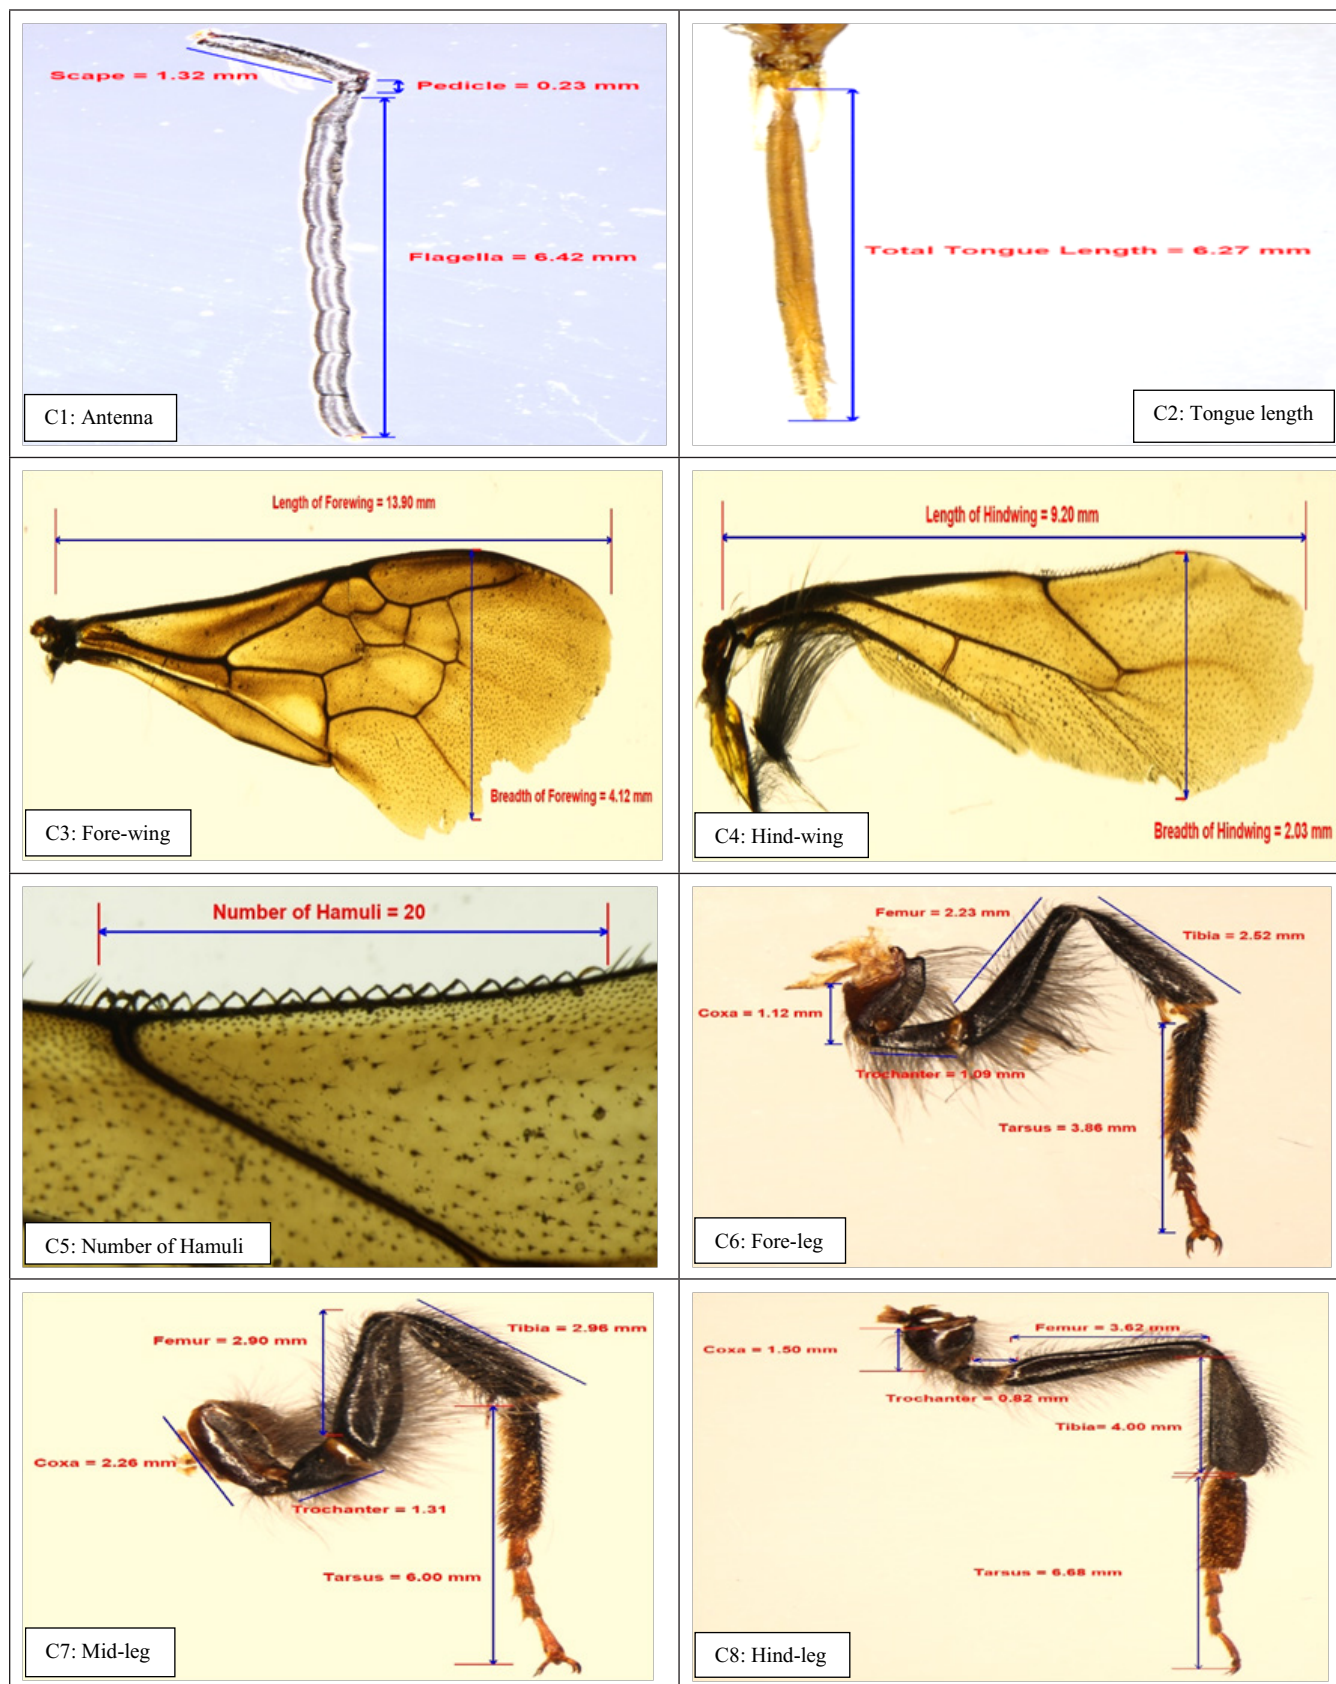 Scape = 1.32 mm
Pedicle = 0.23 mm
Flagella = 6.42 mm
C1: Antenna
Total Tongue Length = 6.27 mm
C2: Tongue length
Length of Forewing = 13.90 mm
Breadth of Forewing = 4.12 mm
C3: Fore-wing
Length of Hindwing = 9.20 mm
Breadth of Hindwing = 2.03 mm
C4: Hind-wing
Number of Hamuli = 20
C5: Number of Hamuli
Femur = 2.23 mm
Tibia = 2.52 mm
Coxa = 1.12 mm
Trochanter = 1.09 mm
Tarsus = 3.86 mm
C6: Fore-leg
Femur = 2.90 mm
Tibia = 2.96 mm
Coxa = 2.26 mm
Trochanter = 1.31
Tarsus = 6.00 mm
C7: Mid-leg
Femur = 3.62 mm
Coxa = 1.50 mm
Trochanter = 0.82 mm
Tibia= 4.00 mm
Tarsus = 6.68 mm
C8: Hind-leg